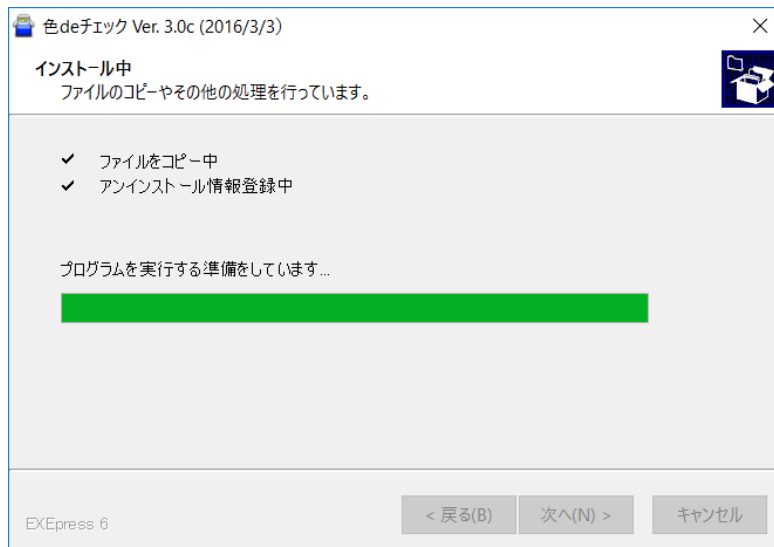 色deチェック Ver. 3.0c (2016/3/3)
インストール中
ファイルのコピーやその他の処理を行っています。
ファイルをコピー中
アンインストール情報登録中
プログラムを実行する準備をしています...
EXEpress 6
< 戻る(B)
次へ(N) >
キャンセル